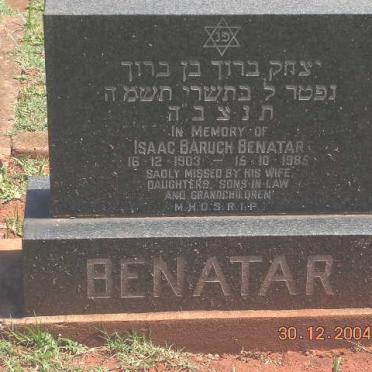 פנ
יצחק ברוך בן ברוך
נפטר ל בתשרי תשמ"ה
ת נ צ ב ה
IN MEMORY OF
ISAAC BARUCH BENATAR
16-12-1903 — 15-10-1985
SADLY MISSED BY HIS WIFE
DAUGHTERS, SONS-IN-LAW
AND GRANDCHILDREN
M.H.D.S.R.I.P.
BENATAR
30.12.2004